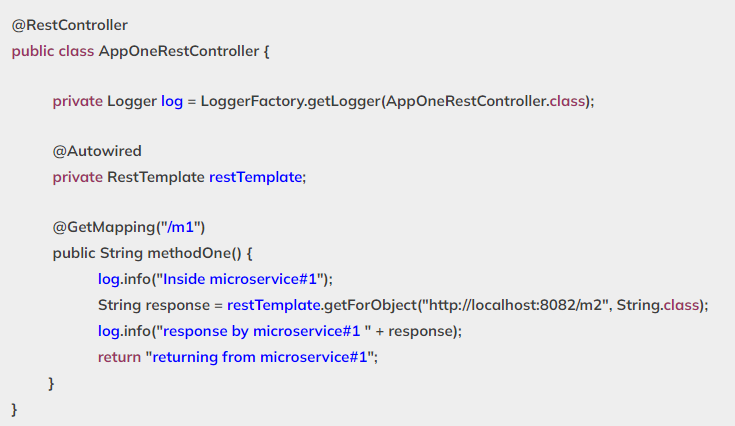 @RestController
public class AppOneRestController {
private Logger log = LoggerFactory.getLogger(AppOneRestController.class);
@Autowired
private RestTemplate restTemplate;
@GetMapping("/m1")
public String methodOne() {
log.info("Inside microservice#1");
String response = restTemplate.getForObject("http://localhost:8082/m2", String.class);
log.info("response by microservice#1 " + response);
return "returning from microservice#1";
}
}